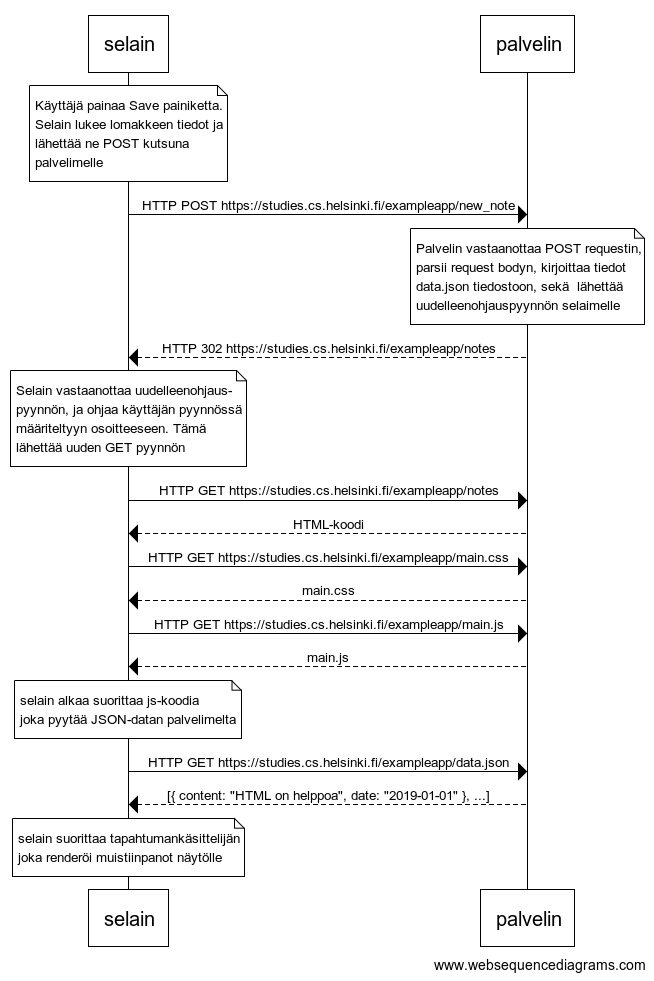 selain
palvelin
Käyttäjä painaa Save painiketta.
Selain lukee lomakkeen tiedot ja
lähettää ne POST kutsuna
palvelimelle
HTTP POST https://studies.cs.helsinki.fi/exampleapp/new_note
Palvelin vastaanottaa POST requestin,
parsii request bodyn, kirjoittaa tiedot
data.json tiedostoon, sekä  lähettää
uudelleenohjauspyynnön selaimelle
HTTP 302 https://studies.cs.helsinki.fi/exampleapp/notes
Selain vastaanottaa uudelleenohjaus-
pyynnön, ja ohjaa käyttäjän pyynnössä
määriteltyyn osoitteeseen. Tämä
lähettää uuden GET pyynnön
HTTP GET https://studies.cs.helsinki.fi/exampleapp/notes
HTML-koodi
HTTP GET https://studies.cs.helsinki.fi/exampleapp/main.css
main.css
HTTP GET https://studies.cs.helsinki.fi/exampleapp/main.js
main.js
selain alkaa suorittaa js-koodia
joka pyytää JSON-datan palvelimelta
HTTP GET https://studies.cs.helsinki.fi/exampleapp/data.json
[{ content: "HTML on helppoa", date: "2019-01-01" }, ...]
selain suorittaa tapahtumankäsittelijän
joka renderöi muistiinpanot näytölle
selain
palvelin
www.websequencediagrams.com